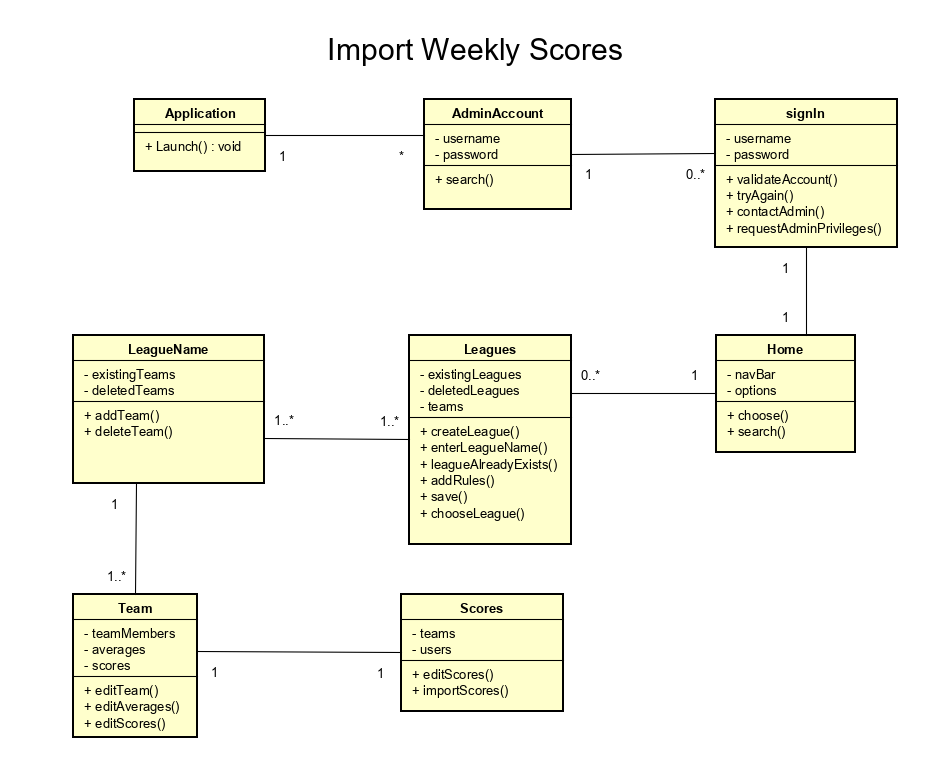 Import Weekly Scores
Application
+ Launch() : void
1
*
AdminAccount
- username
- password
+ search()
1
0..*
signIn
- username
- password
+ validateAccount()
+ tryAgain()
+ contactAdmin()
+ requestAdminPrivileges()
1
1
LeagueName
- existingTeams
- deletedTeams
+ addTeam()
+ deleteTeam()
1..*
1..*
Leagues
- existingLeagues
- deletedLeagues
- teams
+ createLeague()
+ enterLeagueName()
+ leagueAlreadyExists()
+ addRules()
+ save()
+ chooseLeague()
0..*
1
Home
- navBar
- options
+ choose()
+ search()
1
1..*
Team
- teamMembers
- averages
- scores
+ editTeam()
+ editAverages()
+ editScores()
1
1
Scores
- teams
- users
+ editScores()
+ importScores()